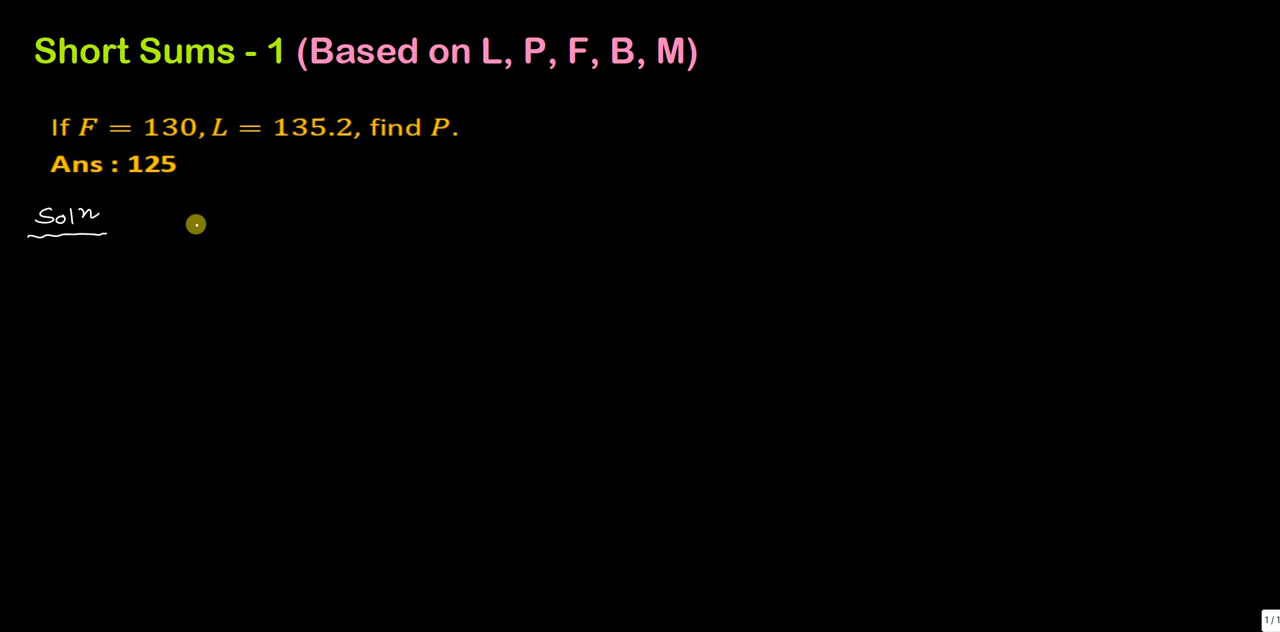 Short Sums - 1 (Based on L, P, F, B, M)
If F = 130, L = 135.2, find P.
Ans : 125
Soln
1 / 1